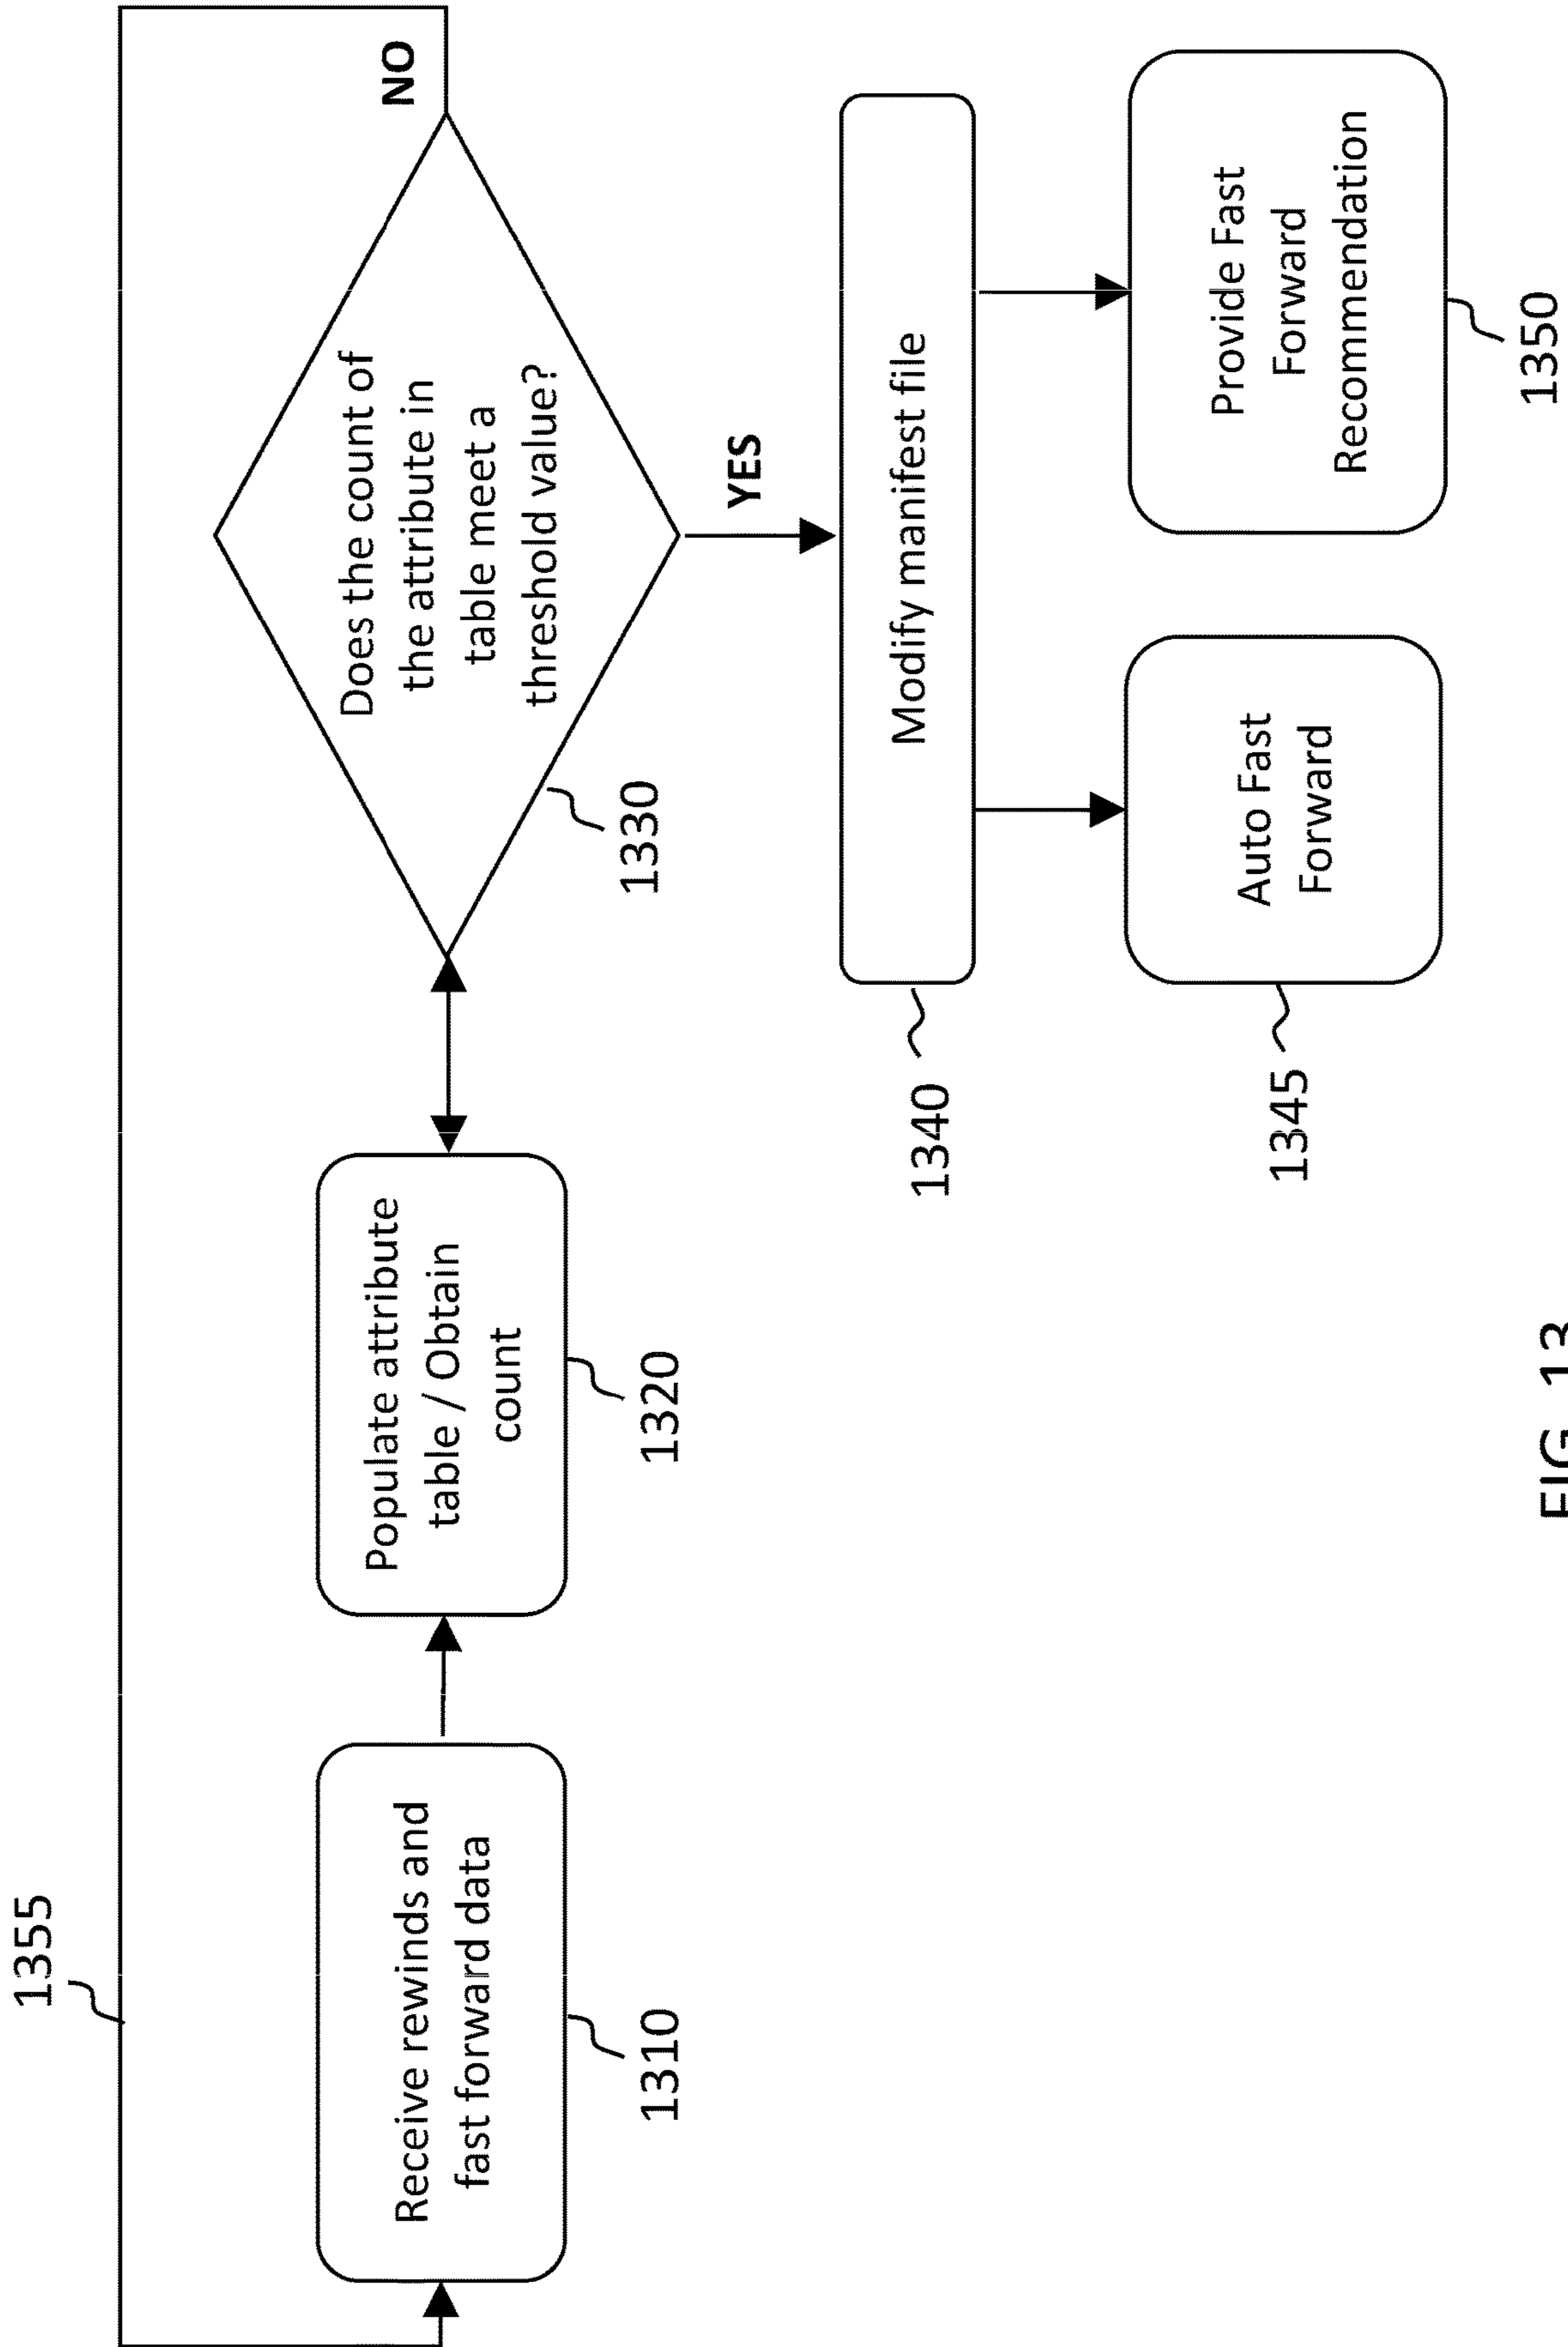 1355
NO
Receive rewinds and
fast forward data
1310
Populate attribute
table / Obtain
count
1320
Does the count of
the attribute in
table meet a
threshold value?
1330
YES
Modify manifest file
1340
Auto Fast
Forward
1345
Provide Fast
Forward
Recommendation
1350
FIG. 13